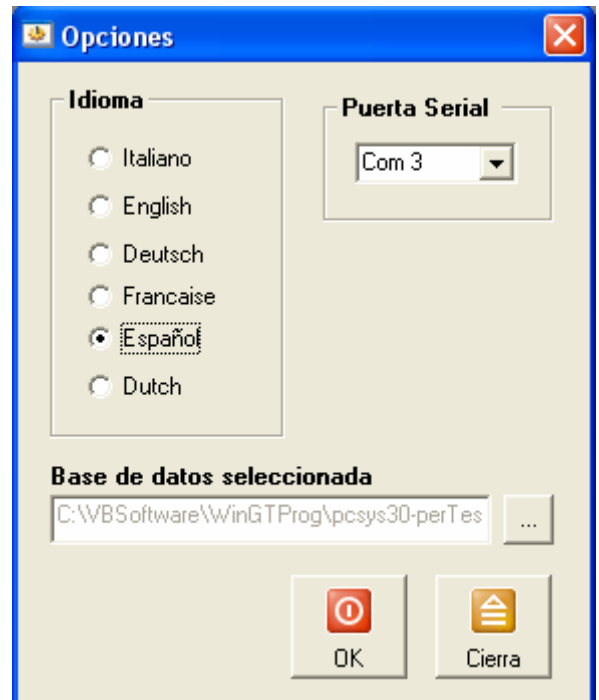 Opciones
Idioma
Italiano
English
Deutsch
Francaise
Español
Dutch
Puerta Serial
Com 3
Base de datos seleccionada
C:\VBSoftware\WinGTProg\pcsys30-perTes
...
OK
Cierra